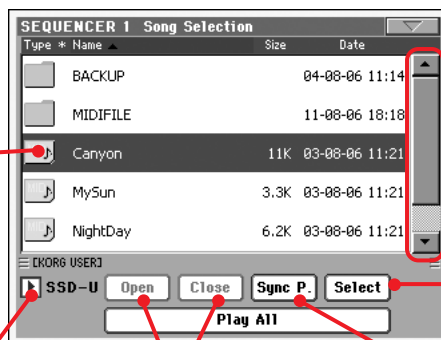 SEQUENCER 1 Song Selection
Type * Name Size Date
BACKUP 04-08-06 11:14
MIDIFILE 11-08-06 18:18
Canyon 11K 03-08-06 11:21
MySun 3.3K 03-08-06 11:21
NightDay 6.2K 03-08-06 11:21
[KORG USER]
SSD-U Open Close Sync P. Select
Play All